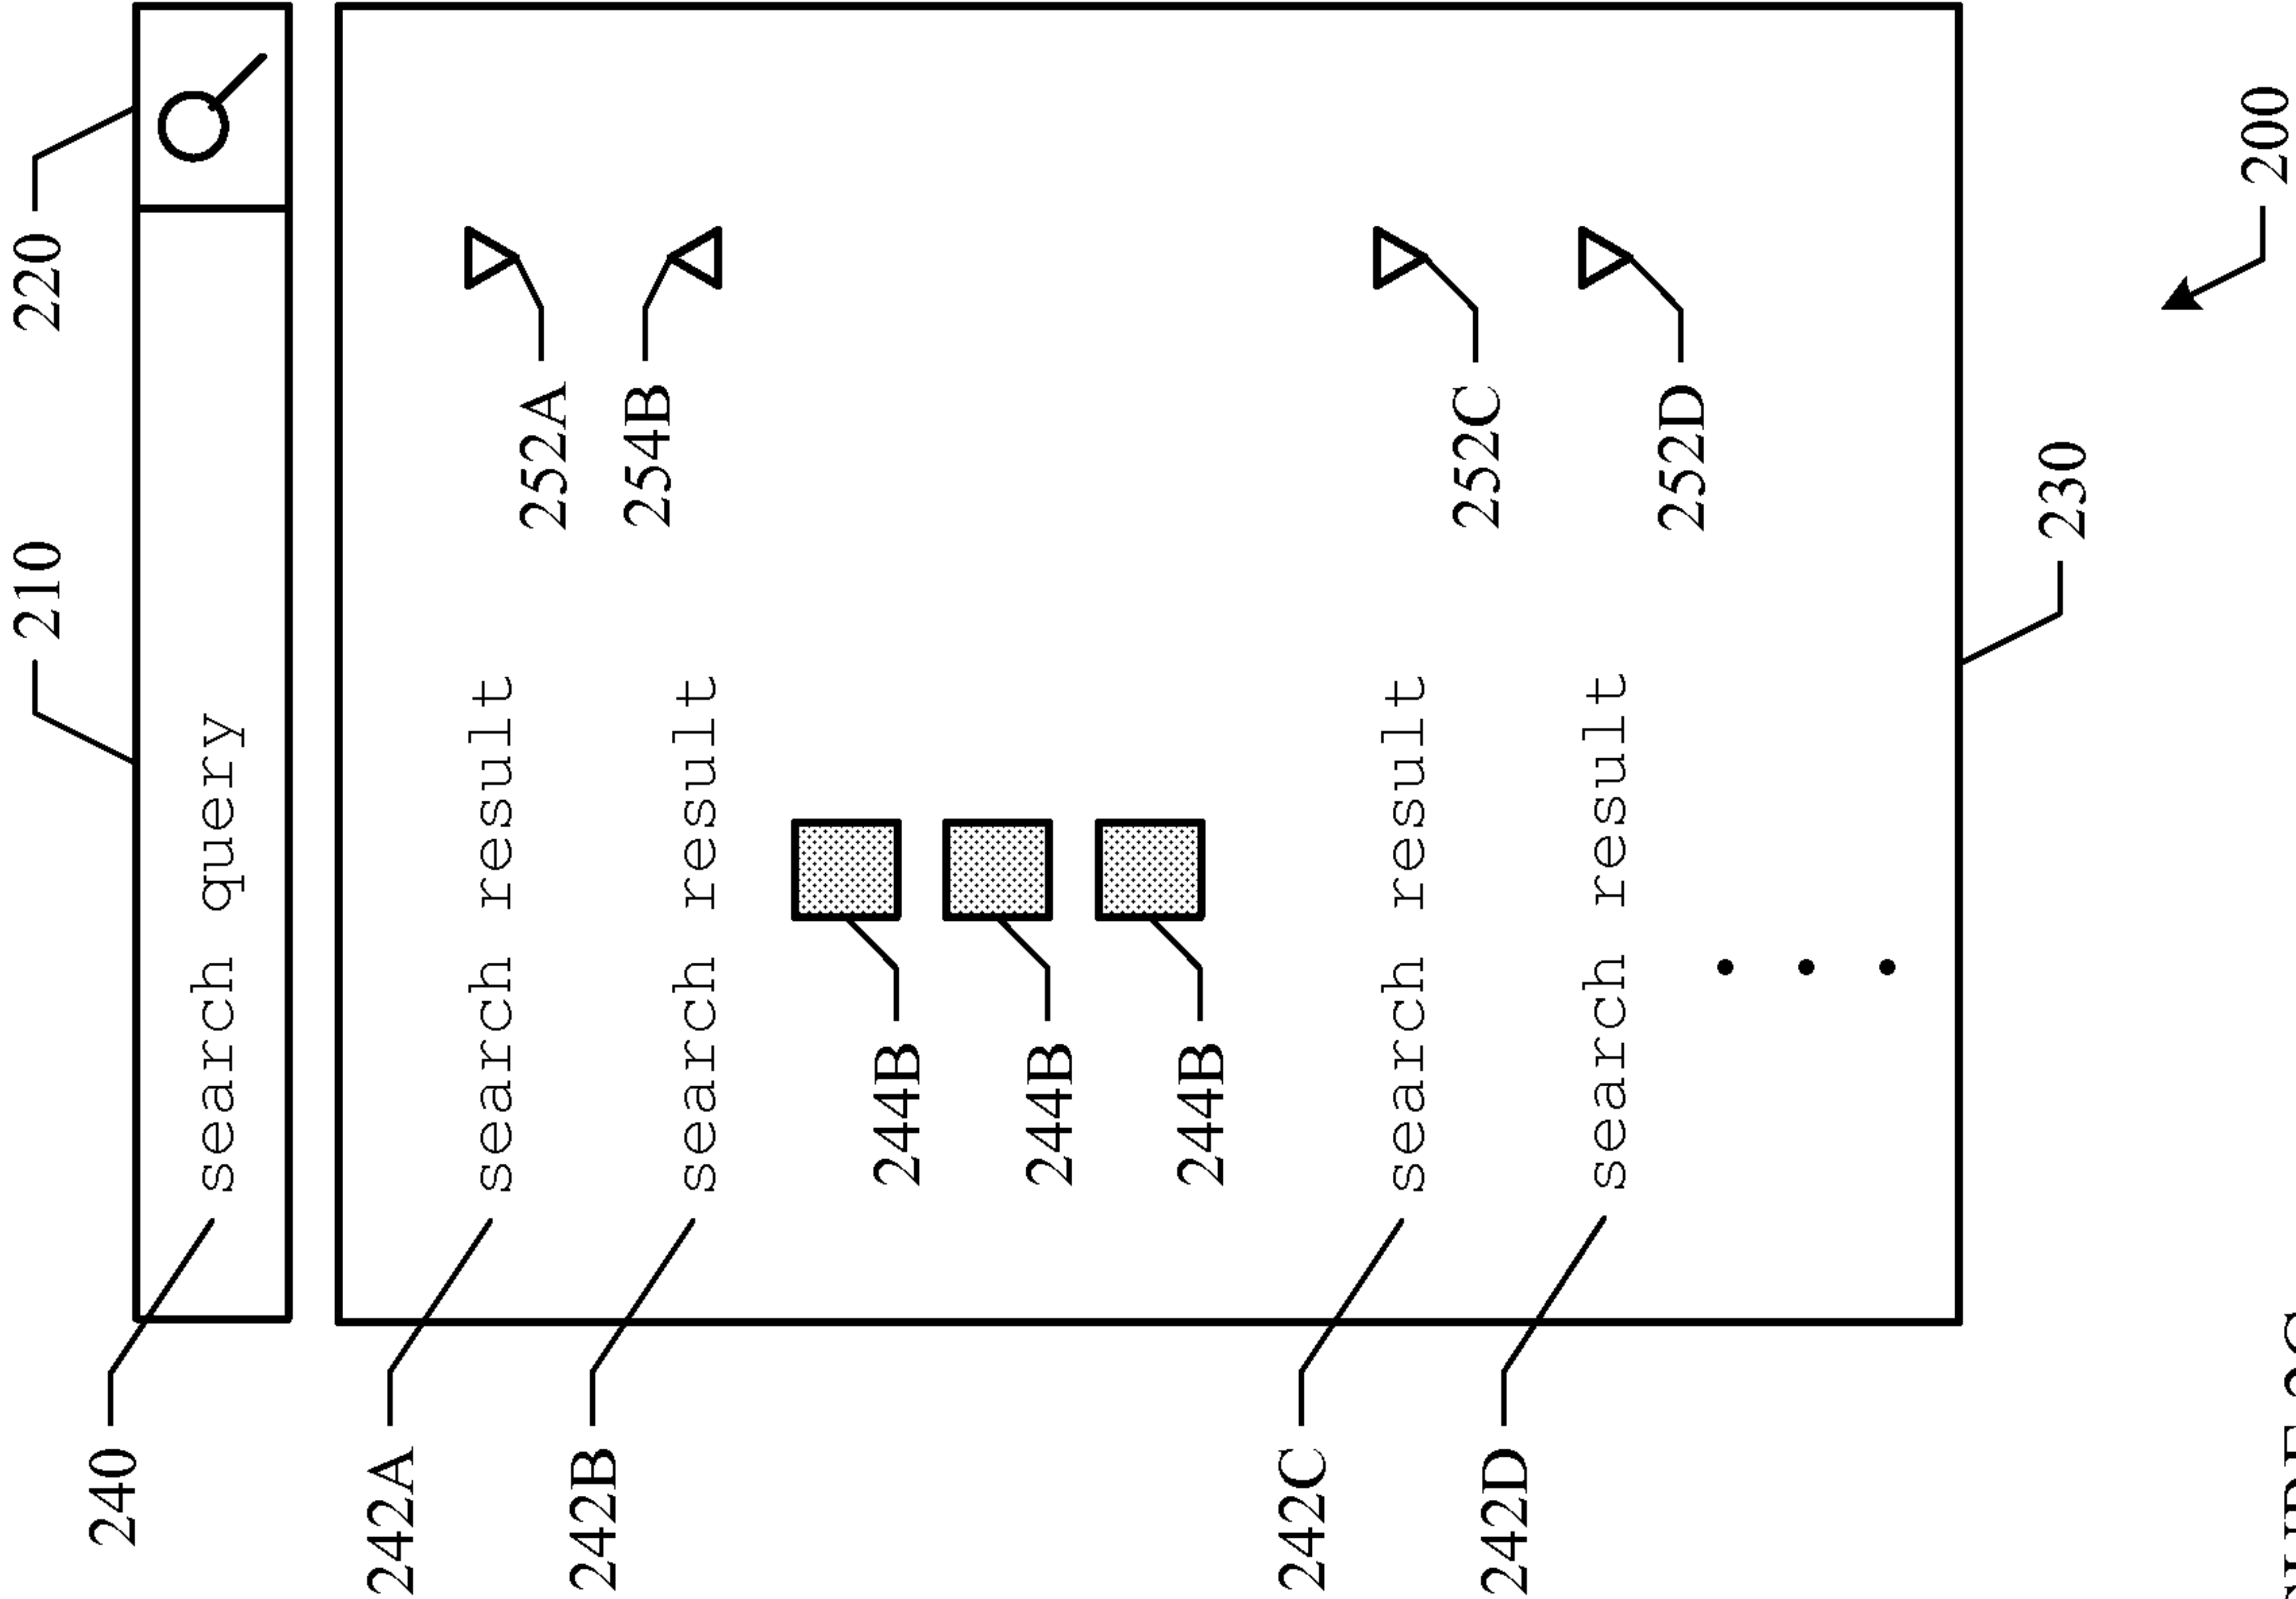 210
220
240
search query
242A
search result
252A
242B
search result
254B
244B
244B
244B
242C
search result
252C
242D
search result
252D
230
200